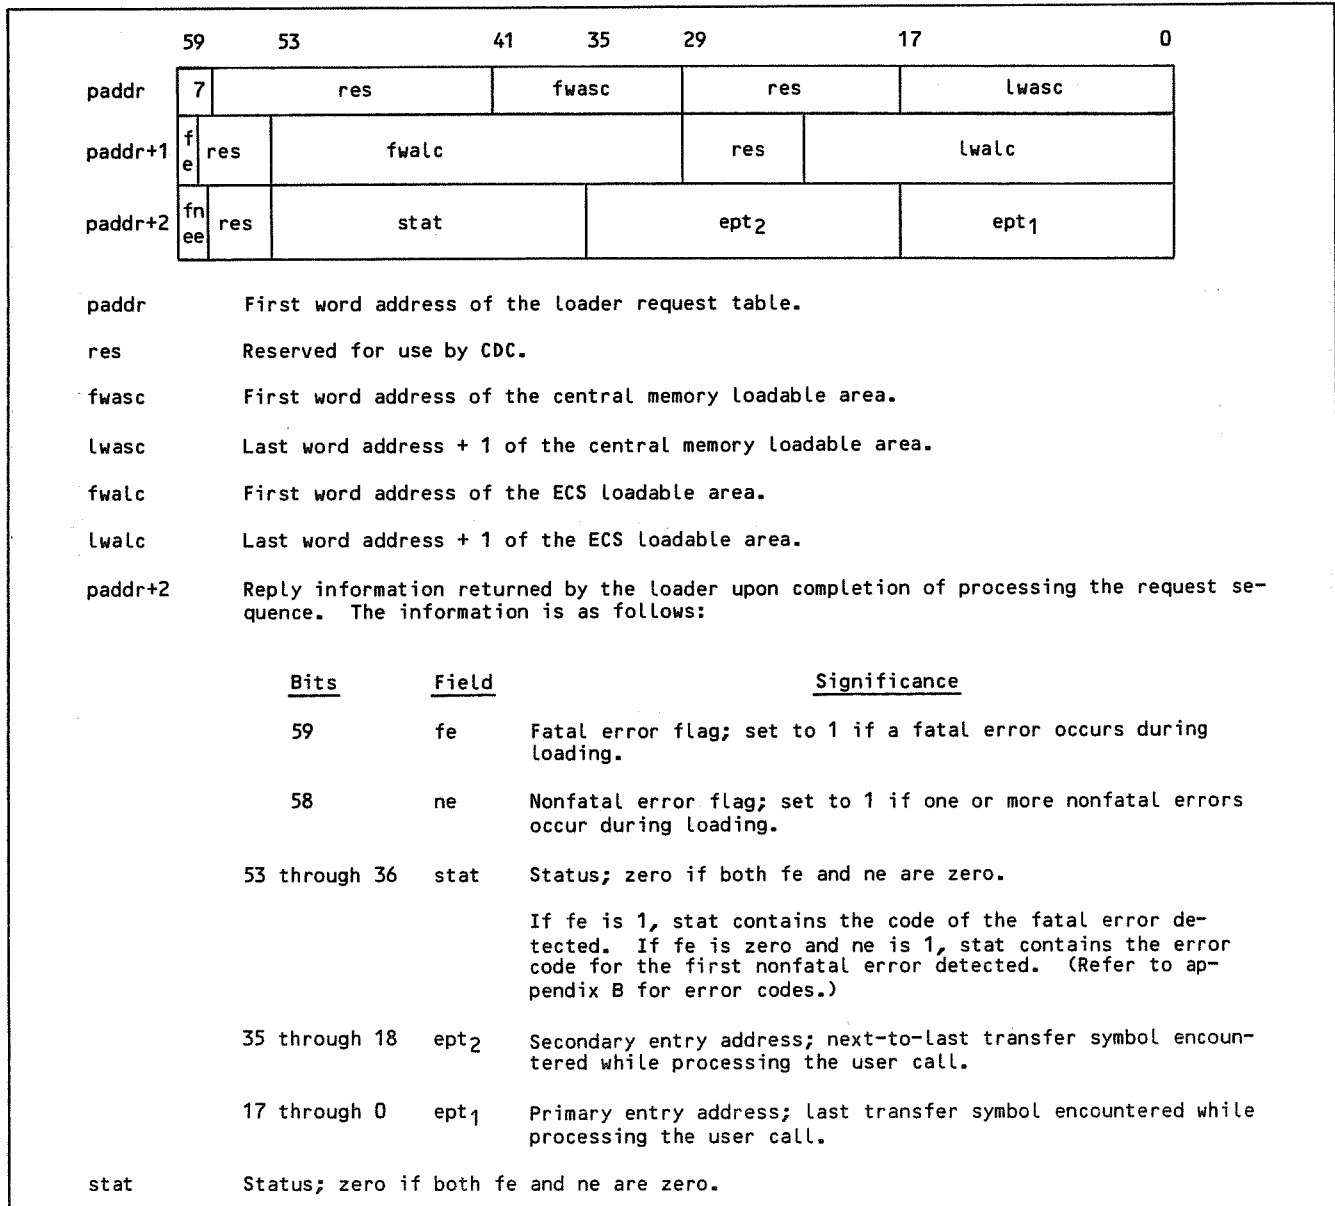 59 53 41 35 29 17 0
paddr 7 res fwasc res lwasc
paddr+1 f e res fwalc res lwalc
paddr+2 fn ee res stat ept2 ept1
paddr First word address of the loader request table.
res Reserved for use by CDC.
fwasc First word address of the central memory loadable area.
lwasc Last word address + 1 of the central memory loadable area.
fwalc First word address of the ECS loadable area.
lwalc Last word address + 1 of the ECS loadable area.
paddr+2 Reply information returned by the loader upon completion of processing the request se-
quence. The information is as follows:
Bits Field Significance
59 fe Fatal error flag; set to 1 if a fatal error occurs during
loading.
58 ne Nonfatal error flag; set to 1 if one or more nonfatal errors
occur during loading.
53 through 36 stat Status; zero if both fe and ne are zero.
If fe is 1, stat contains the code of the fatal error de-
tected. If fe is zero and ne is 1, stat contains the error
code for the first nonfatal error detected. (Refer to ap-
pendix B for error codes.)
35 through 18 ept2 Secondary entry address; next-to-last transfer symbol encoun-
tered while processing the user call.
17 through 0 ept1 Primary entry address; last transfer symbol encountered while
processing the user call.
stat Status; zero if both fe and ne are zero.